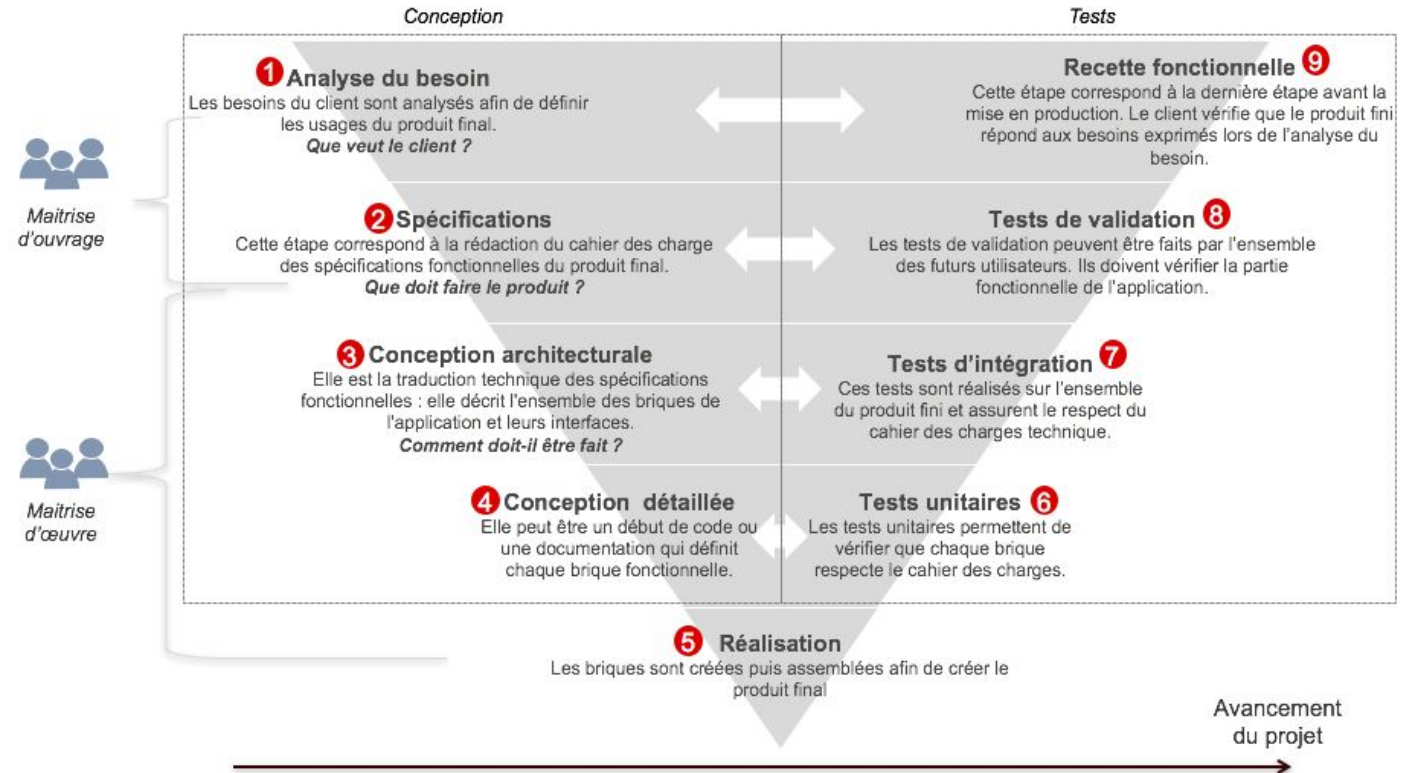 Conception
Tests
1 Analyse du besoin
Les besoins du client sont analysés afin de définir
les usages du produit final.
Que veut le client ?
Recette fonctionnelle 9
Cette étape correspond à la dernière étape avant la
mise en production. Le client vérifie que le produit fini
répond aux besoins exprimés lors de l'analyse du
besoin.
Maitrise
d'ouvrage
2 Spécifications
Cette étape correspond à la rédaction du cahier des charge
des spécifications fonctionnelles du produit final.
Que doit faire le produit ?
Tests de validation 8
Les tests de validation peuvent être faits par l'ensemble
des futurs utilisateurs. Ils doivent vérifier la partie
fonctionnelle de l'application.
3 Conception architecturale
Elle est la traduction technique des spécifications
fonctionnelles : elle décrit l'ensemble des briques de
l'application et leurs interfaces.
Comment doit-il être fait ?
Tests d'intégration 7
Ces tests sont réalisés sur l'ensemble
du produit fini et assurent le respect du
cahier des charges technique.
Maitrise
d'œuvre
4 Conception détaillée
Elle peut être un début de code ou
une documentation qui définit
chaque brique fonctionnelle.
Tests unitaires 6
Les tests unitaires permettent de
vérifier que chaque brique
respecte le cahier des charges.
5 Réalisation
Les briques sont créées puis assemblées afin de créer le
produit final
Avancement
du projet